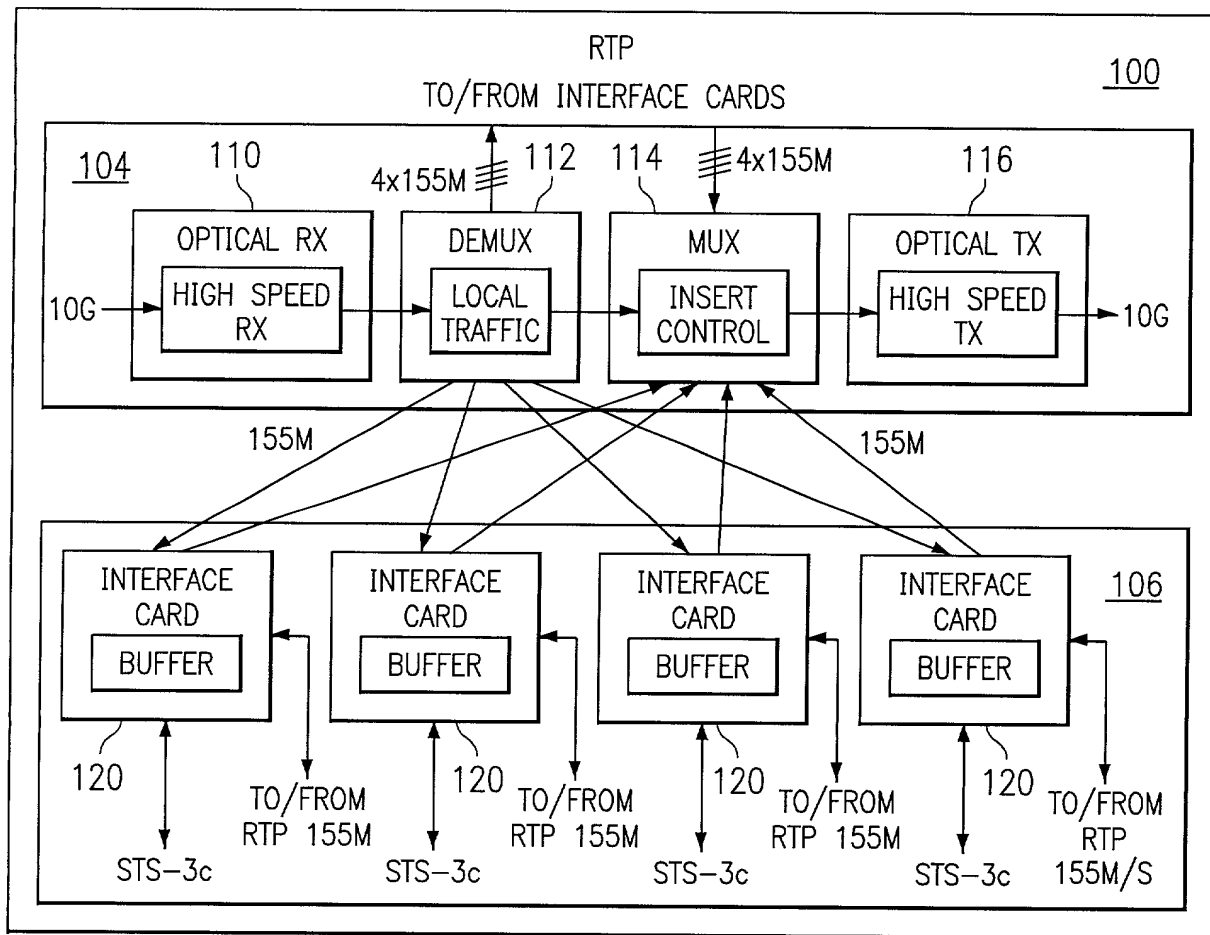 RTP
100
TO/FROM INTERFACE CARDS
104
110
4x155M
112
114
4x155M
116
OPTICAL RX
DEMUX
MUX
OPTICAL TX
10G
HIGH SPEED
RX
LOCAL
TRAFFIC
INSERT
CONTROL
HIGH SPEED
TX
10G
155M
155M
106
INTERFACE
CARD
BUFFER
INTERFACE
CARD
BUFFER
INTERFACE
CARD
BUFFER
INTERFACE
CARD
BUFFER
120
120
120
120
TO/FROM
RTP 155M
TO/FROM
RTP 155M
TO/FROM
RTP 155M
TO/FROM
RTP
155M/S
STS-3c
STS-3c
STS-3c
STS-3c